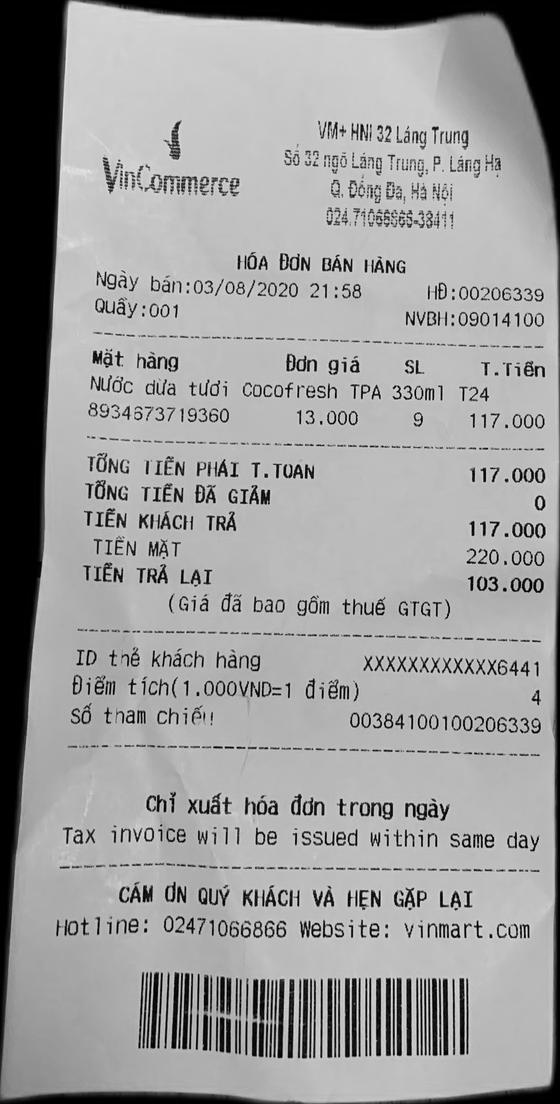 VinCommerce
VM+ HNI 32 Láng Trung
Số 32 ngõ Láng Trung, P. Láng Hạ
Q. Đống Đa, Hà Nội
024.71066866-38411
HÓA ĐƠN BÁN HÀNG
Ngày bán:03/08/2020 21:58 HĐ:00206339
Quầy:001 NVBH:09014100
Mặt hàng Đơn giá SL T.Tiền
Nước dừa tươi Cocofresh TPA 330ml T24
8934673719360 13.000 9 117.000
TỔNG TIỀN PHẢI T.TOÁN 117.000
TỔNG TIỀN ĐÃ GIẢM 0
TIỀN KHÁCH TRẢ 117.000
TIỀN MẶT 220.000
TIỀN TRẢ LẠI 103.000
(Giá đã bao gồm thuế GTGT)
ID thẻ khách hàng XXXXXXXXXXXX6441
Điểm tích(1.000VND=1 điểm) 4
Số tham chiếu 00384100100206339
Chỉ xuất hóa đơn trong ngày
Tax invoice will be issued within same day
CẢM ƠN QUÝ KHÁCH VÀ HẸN GẶP LẠI
Hotline: 02471066866 Website: vinmart.com